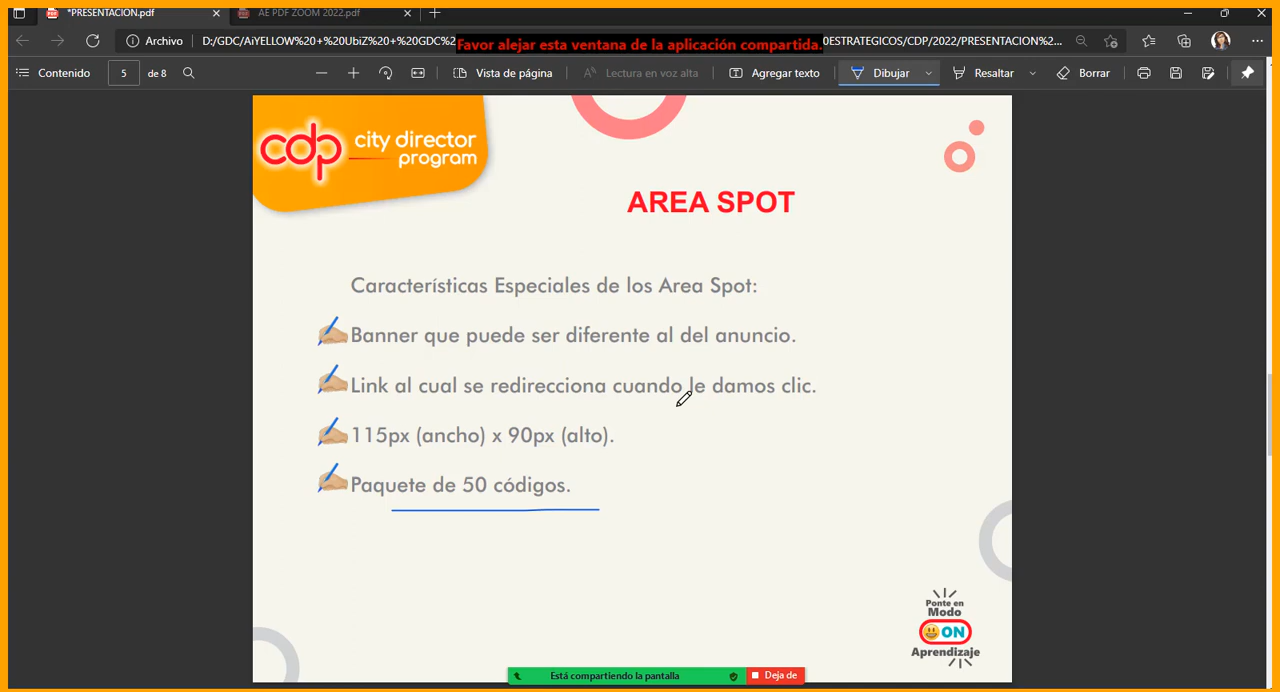 *PRESENTACION.pdf
AE PDF ZOOM 2022.pdf
Archivo
D:/GDC/AiYELLOW%20+%20UbiZ%20+%20GDC%2
Favor alejar esta ventana de la aplicación compartida.
0ESTRATEGICOS/CDP/2022/PRESENTACION%2...
Contenido
5
de 8
Vista de página
Lectura en voz alta
Agregar texto
Dibujar
Resaltar
Borrar
cdp
city director
program
AREA SPOT
Características Especiales de los Area Spot:
Banner que puede ser diferente al del anuncio.
Link al cual se redirecciona cuando le damos clic.
115px (ancho) x 90px (alto).
Paquete de 50 códigos.
Ponte en
Modo
ON
Aprendizaje
Está compartiendo la pantalla
Deja de